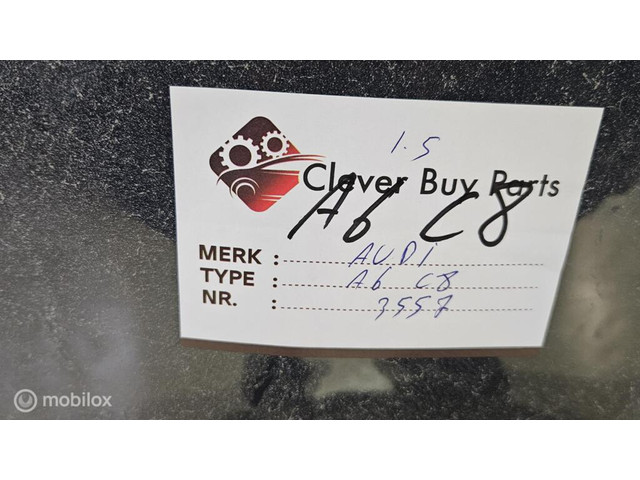 1.5
Clever Buy Parts
A6 C8
MERK : AUDI
TYPE : A6 C8
NR. : 3557
mobilox